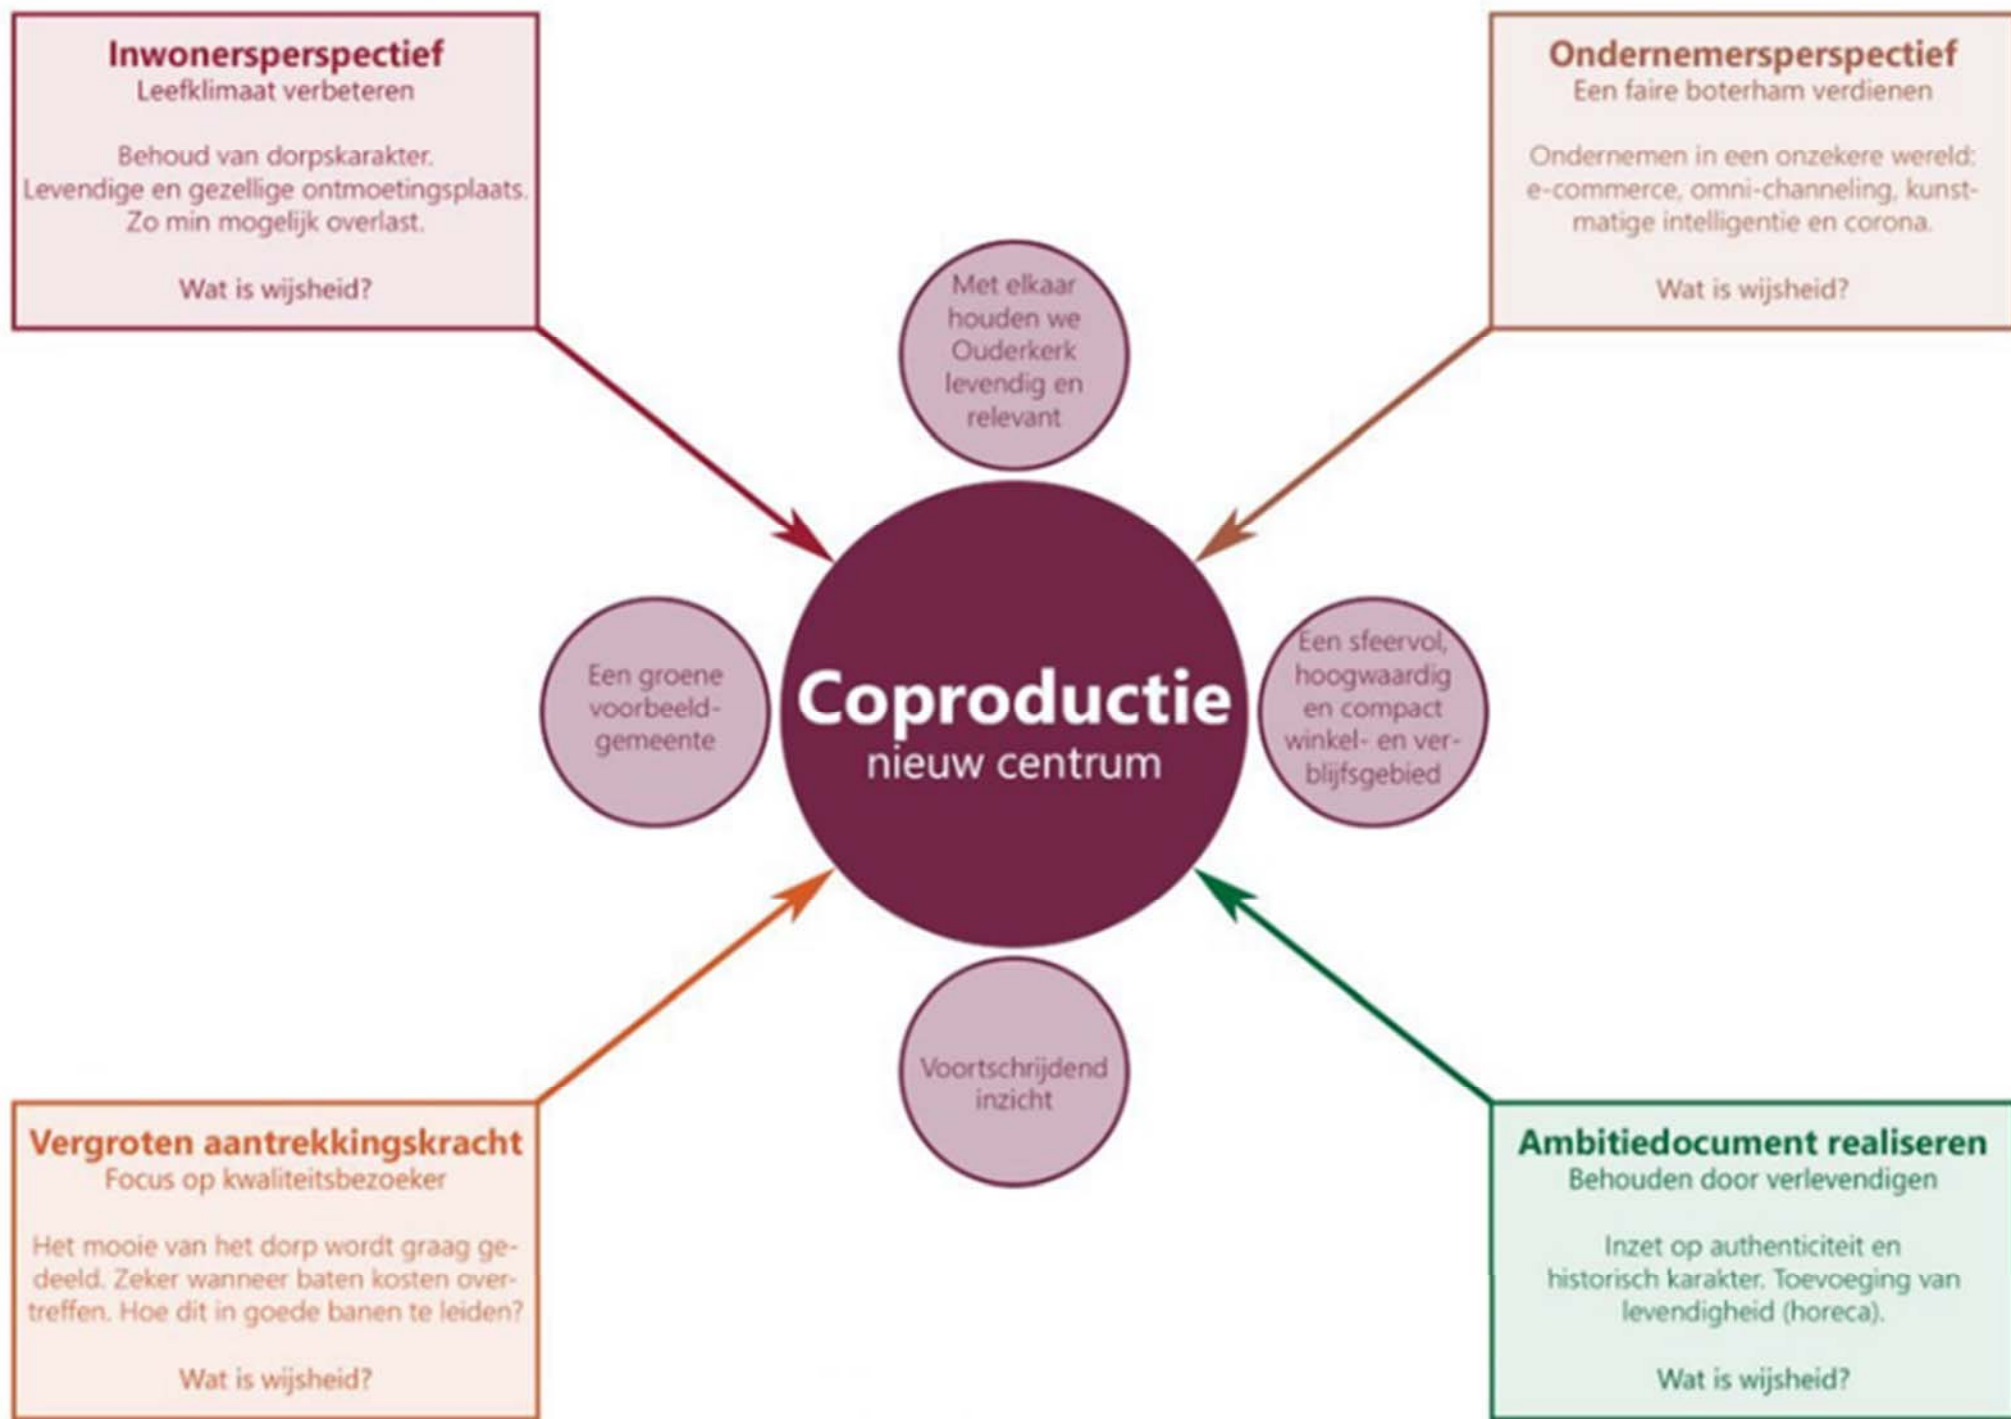 Inwonersperspectief
Leefklimaat verbeteren
Behoud van dorpskarakter.
Levendige en gezellige ontmoetingsplaats.
Zo min mogelijk overlast.
Wat is wijsheid?
Ondernemersperspectief
Een faire boterham verdienen
Ondernemen in een onzekere wereld:
e-commerce, omni-channeling, kunst-
matige intelligentie en corona.
Wat is wijsheid?
Met elkaar
houden we
Ouderkerk
levendig en
relevant
Een groene
voorbeeld-
gemeente
Coproductie
nieuw centrum
Een sfeervol,
hoogwaardig
en compact
winkel- en ver-
blijfsgebied
Voortschrijdend
inzicht
Vergroten aantrekkingskracht
Focus op kwaliteitsbezoeker
Het mooie van het dorp wordt graag ge-
deeld. Zeker wanneer baten kosten over-
treffen. Hoe dit in goede banen te leiden?
Wat is wijsheid?
Ambitiedocument realiseren
Behouden door verlevendigen
Inzet op authenticiteit en
historisch karakter. Toevoeging van
levendigheid (horeca).
Wat is wijsheid?